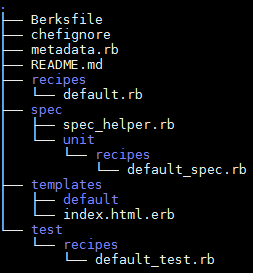 .
├── Berksfile
├── chefignore
├── metadata.rb
├── README.md
├── recipes
│   └── default.rb
├── spec
│   ├── spec_helper.rb
│   └── unit
│       └── recipes
│           └── default_spec.rb
├── templates
│   ├── default
│   └── index.html.erb
└── test
    └── recipes
        └── default_test.rb